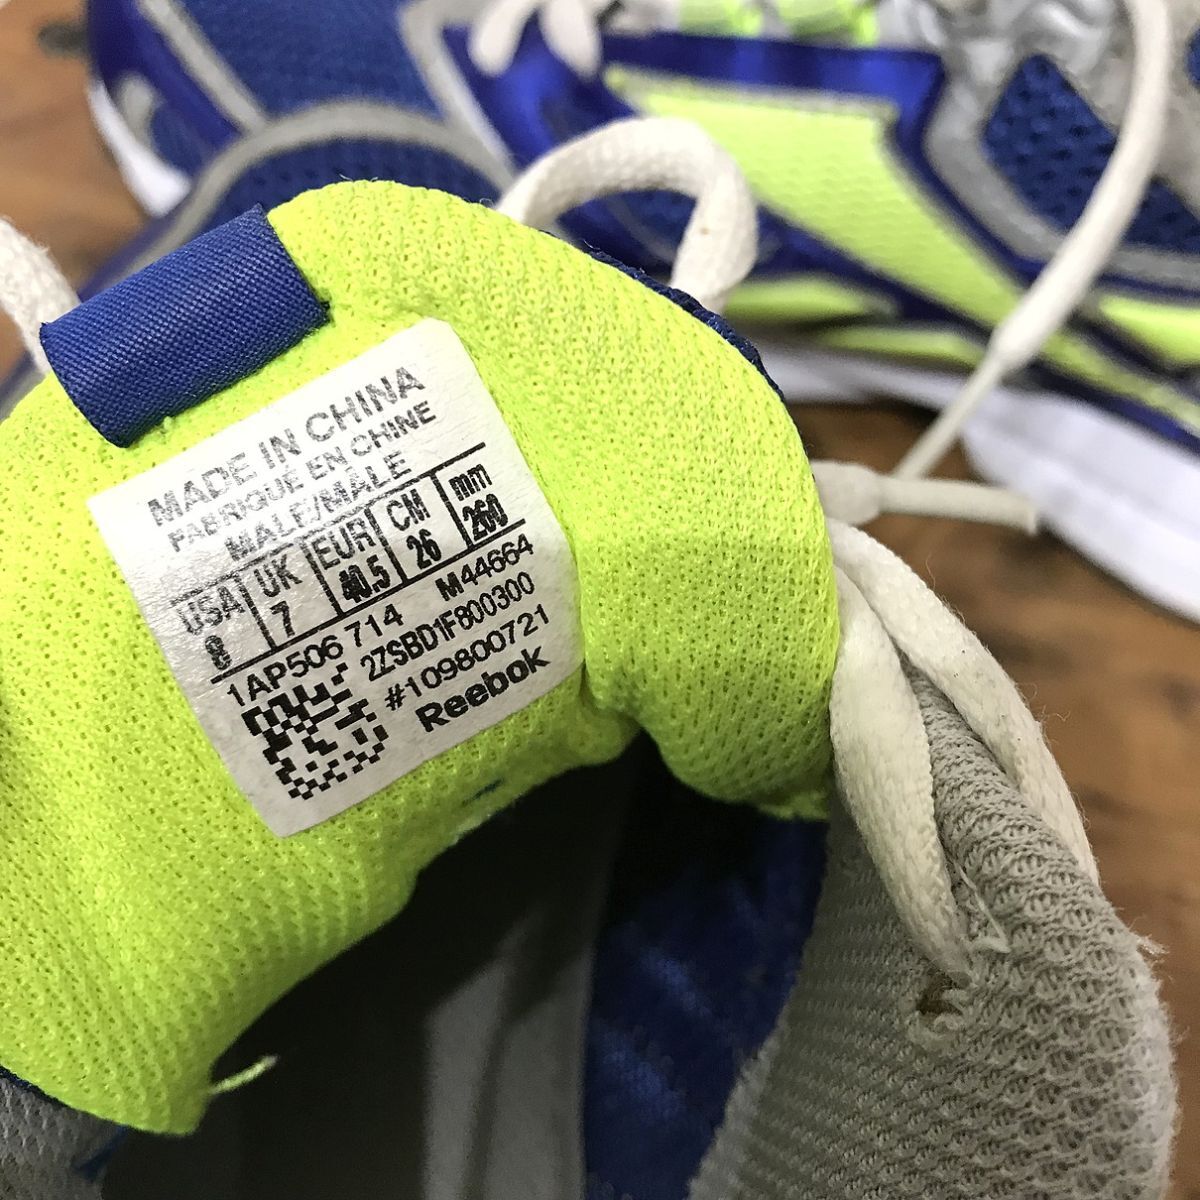 MADE IN CHINA
FABRIQUÉ EN CHINE
MALE/MALE
USA UK EUR CM mm
8 7 40.5 26 260
1AP506 714 M44664
2ZSBD1F800300
#109800721
Reebok